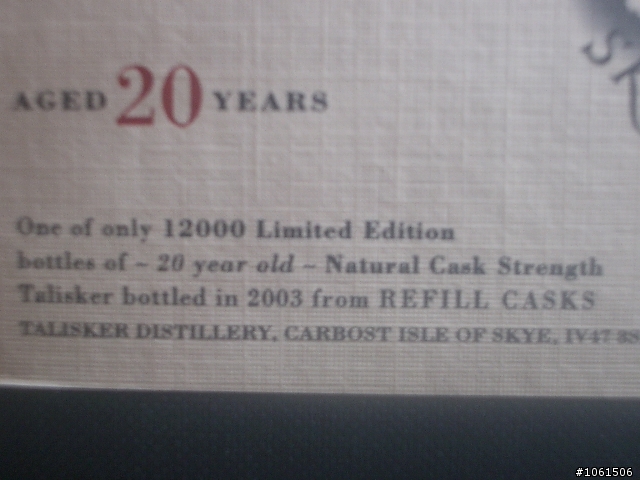 AGED 20 YEARS
One of only 12000 Limited Edition
bottles of ~ 20 year old ~ Natural Cask Strength
Talisker bottled in 2003 from REFILL CASKS
TALISKER DISTILLERY, CARBOST ISLE OF SKYE, IV47
#1061506